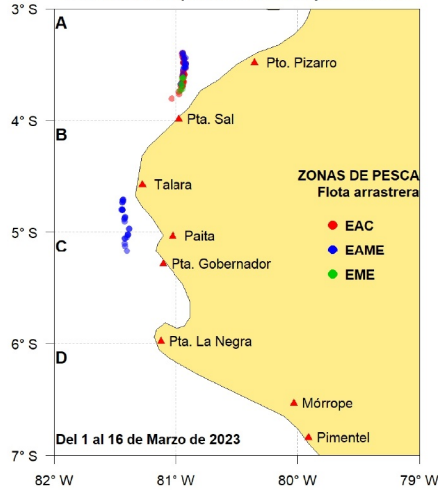 3° S
A
Pto. Pizarro
4° S
Pta. Sal
B
Talara
ZONAS DE PESCA
Flota arrastrera
EAC
EAME
EME
5° S
Paita
C
Pta. Gobernador
6° S
Pta. La Negra
D
Mórrope
Pimentel
Del 1 al 16 de Marzo de 2023
7° S
82° W 81° W 80° W 79° W